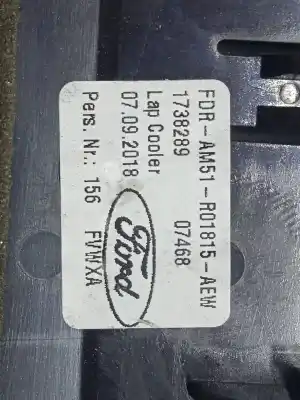 FDR-AM51-R01815-AEW
1738289 07468
Lap Cooler
07.09.2018
Pers. Nr.: 156 FVWXA
Ford